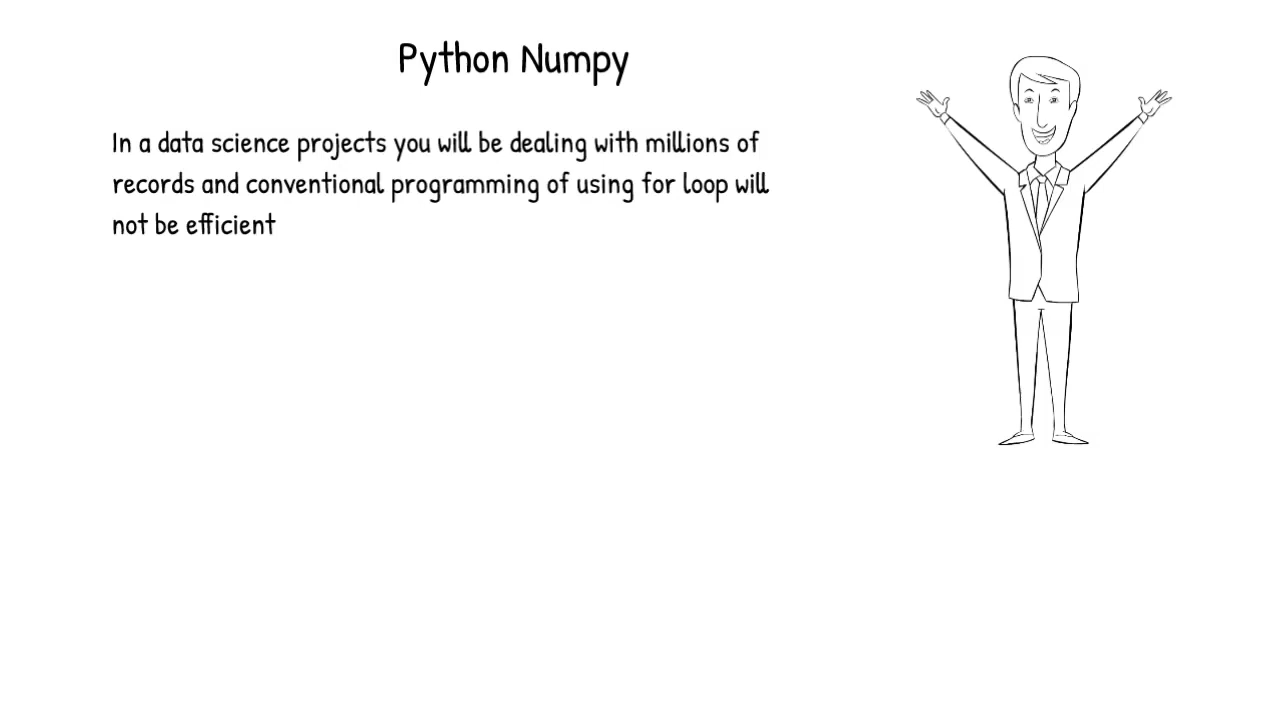 Python Numpy
In a data science projects you will be dealing with millions of
records and conventional programming of using for loop will
not be efficient